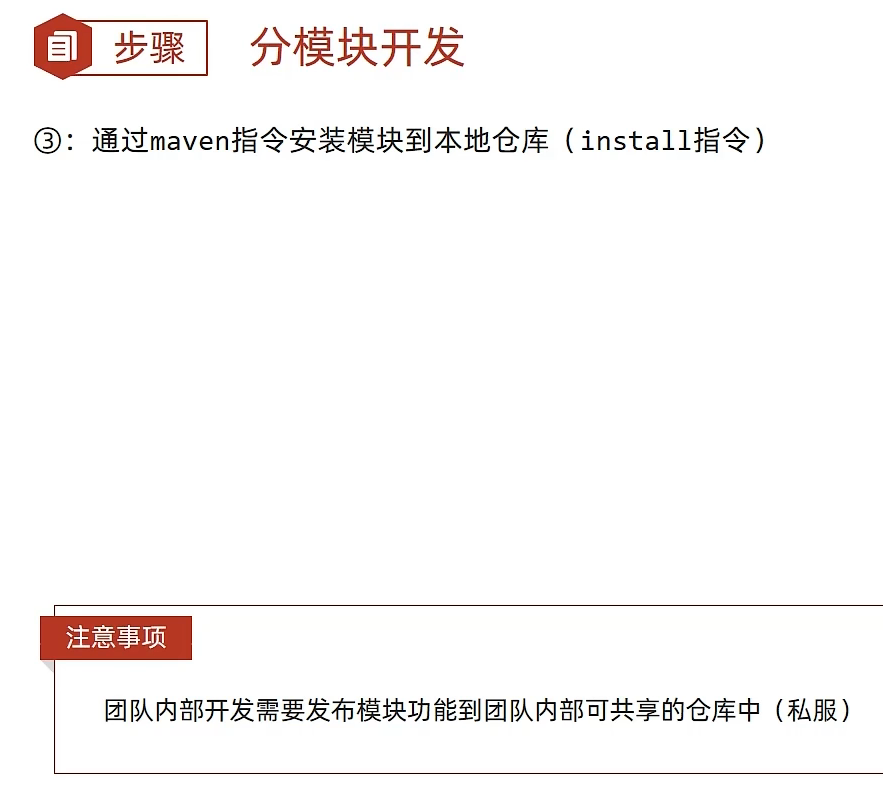 步骤 分模块开发
③：通过maven指令安装模块到本地仓库（install指令）
注意事项
团队内部开发需要发布模块功能到团队内部可共享的仓库中（私服）